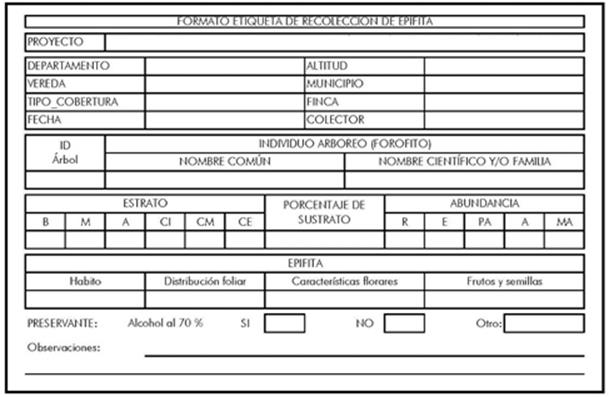 FORMATO ETIQUETA DE RECOLECCION DE EPIFITA
PROYECTO
DEPARTAMENTO ALTITUD
VEREDA MUNICIPIO
TIPO_COBERTURA FINCA
FECHA COLECTOR
ID Árbol INDIVIDUO ARBOREO (FOROFITO)
NOMBRE COMÚN NOMBRE CIENTÍFICO Y/O FAMILIA
ESTRATO PORCENTAJE DE SUSTRATO ABUNDANCIA
B M A CI CM CE R E PA A MA
EPIFITA
Habito Distribución foliar Características florares Frutos y semillas
PRESERVANTE: Alcohol al 70 % SI NO Otro:
Observaciones: